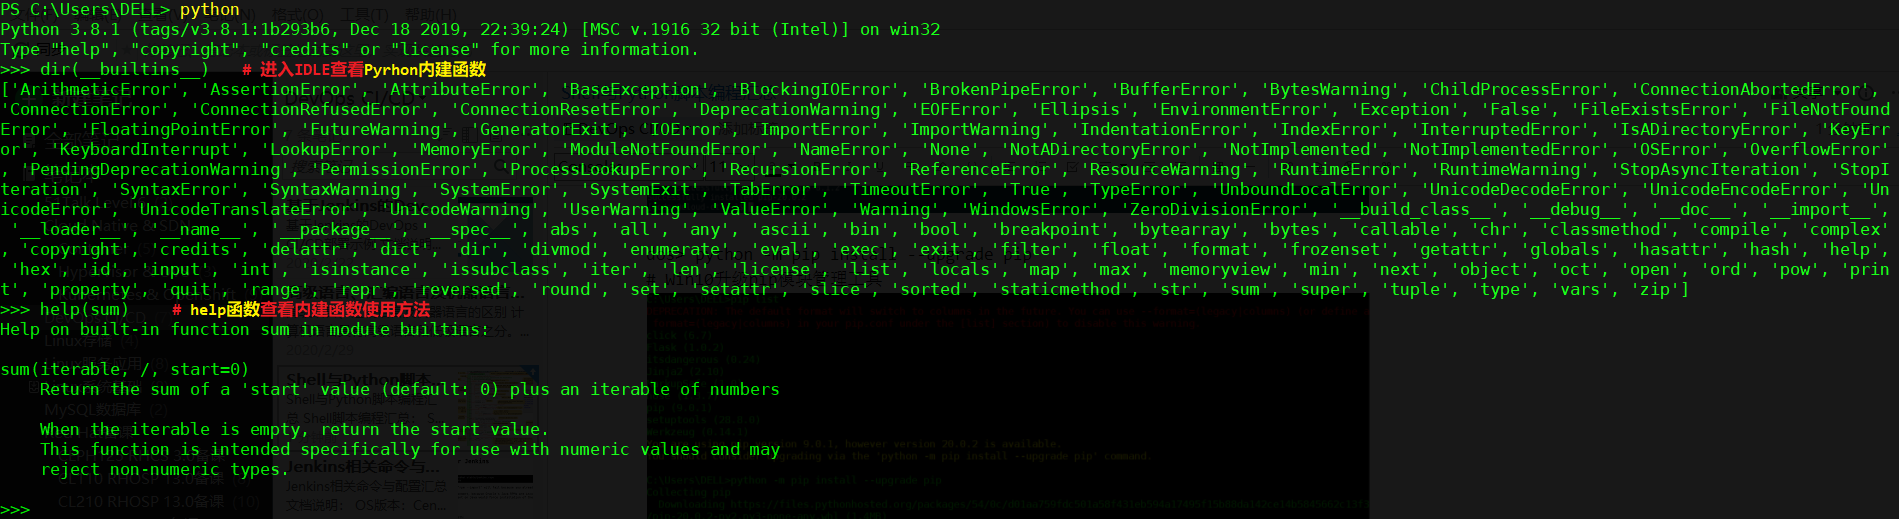 PS C:\Users\DELL> python
Python 3.8.1 (tags/v3.8.1:1b293b6, Dec 18 2019, 22:39:24) [MSC v.1916 32 bit (Intel)] on win32
Type "help", "copyright", "credits" or "license" for more information.
>>> dir(__builtins__)   # 进入IDLE查看Pyrhon内建函数
['ArithmeticError', 'AssertionError', 'AttributeError', 'BaseException', 'BlockingIOError', 'BrokenPipeError', 'BufferError', 'BytesWarning', 'ChildProcessError', 'ConnectionAbortedError',
'ConnectionError', 'ConnectionRefusedError', 'ConnectionResetError', 'DeprecationWarning', 'EOFError', 'Ellipsis', 'EnvironmentError', 'Exception', 'False', 'FileExistsError', 'FileNotFound
Error', 'FloatingPointError', 'FutureWarning', 'GeneratorExit', 'IOError', 'ImportError', 'ImportWarning', 'IndentationError', 'IndexError', 'InterruptedError', 'IsADirectoryError', 'KeyErr
or', 'KeyboardInterrupt', 'LookupError', 'MemoryError', 'ModuleNotFoundError', 'NameError', 'None', 'NotADirectoryError', 'NotImplemented', 'NotImplementedError', 'OSError', 'OverflowError'
, 'PendingDeprecationWarning', 'PermissionError', 'ProcessLookupError', 'RecursionError', 'ReferenceError', 'ResourceWarning', 'RuntimeError', 'RuntimeWarning', 'StopAsyncIteration', 'StopI
teration', 'SyntaxError', 'SyntaxWarning', 'SystemError', 'SystemExit', 'TabError', 'TimeoutError', 'True', 'TypeError', 'UnboundLocalError', 'UnicodeDecodeError', 'UnicodeEncodeError', 'Un
icodeError', 'UnicodeTranslateError', 'UnicodeWarning', 'UserWarning', 'ValueError', 'Warning', 'WindowsError', 'ZeroDivisionError', '__build_class__', '__debug__', '__doc__', '__import__',
 '__loader__', '__name__', '__package__', '__spec__', 'abs', 'all', 'any', 'ascii', 'bin', 'bool', 'breakpoint', 'bytearray', 'bytes', 'callable', 'chr', 'classmethod', 'compile', 'complex'
, 'copyright', 'credits', 'delattr', 'dict', 'dir', 'divmod', 'enumerate', 'eval', 'exec', 'exit', 'filter', 'float', 'format', 'frozenset', 'getattr', 'globals', 'hasattr', 'hash', 'help',
 'hex', 'id', 'input', 'int', 'isinstance', 'issubclass', 'iter', 'len', 'license', 'list', 'locals', 'map', 'max', 'memoryview', 'min', 'next', 'object', 'oct', 'open', 'ord', 'pow', 'prin
t', 'property', 'quit', 'range', 'repr', 'reversed', 'round', 'set', 'setattr', 'slice', 'sorted', 'staticmethod', 'str', 'sum', 'super', 'tuple', 'type', 'vars', 'zip']
>>> help(sum)    # help函数查看内建函数使用方法
Help on built-in function sum in module builtins:
sum(iterable, /, start=0)
    Return the sum of a 'start' value (default: 0) plus an iterable of numbers
    When the iterable is empty, return the start value.
    This function is intended specifically for use with numeric values and may
    reject non-numeric types.
>>>